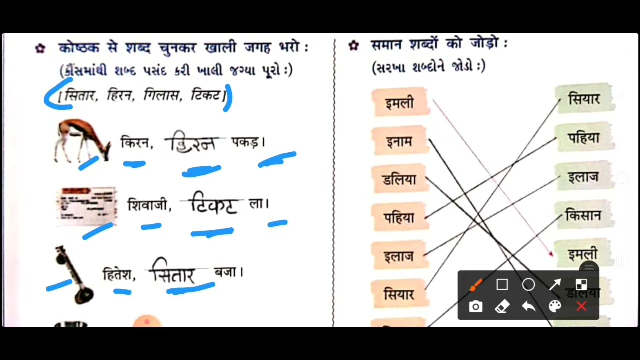 कोष्ठक से शब्द चुनकर खाली जगह भरो :
(કૌંસમાંથી શબ્દ પસંદ કરી ખાલી જગ્યા પૂરો :)
[सितार, हिरन, गिलास, टिकट]
किरन, हिरन पकड़।
शिवाजी, टिकट ला।
हितेश, सितार बजा।
समान शब्दों को जोड़ो :
(સરખા શબ્દોને જોડો :)
इमली सियार
इनाम पहिया
डलिया इलाज
पहिया किसान
इलाज इमली
सियार डलिया